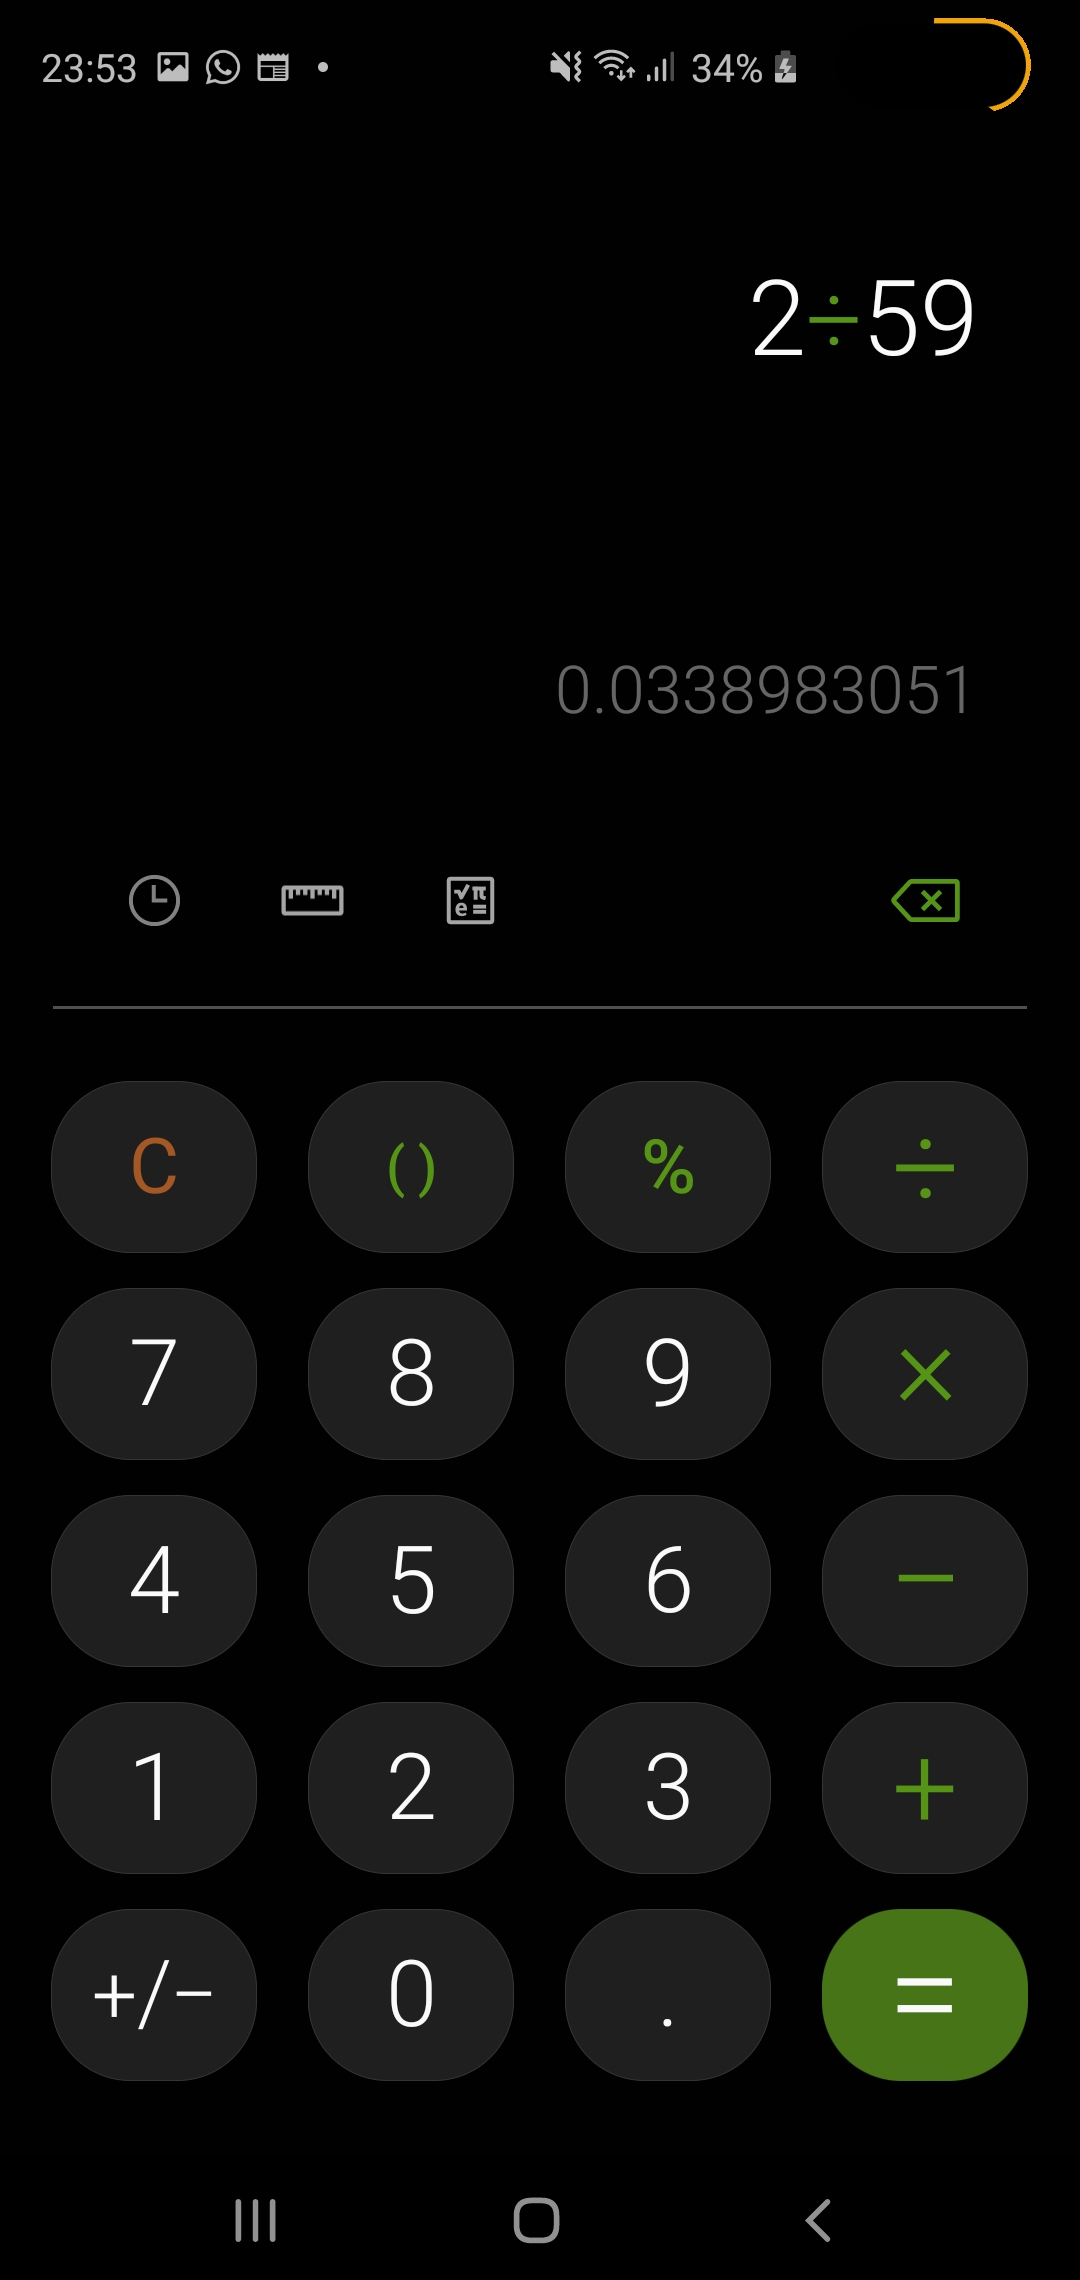 23:53 34%
2÷59
0.0338983051
√π
e=
C () % ÷
7 8 9 ×
4 5 6 −
1 2 3 +
+/− 0 . =